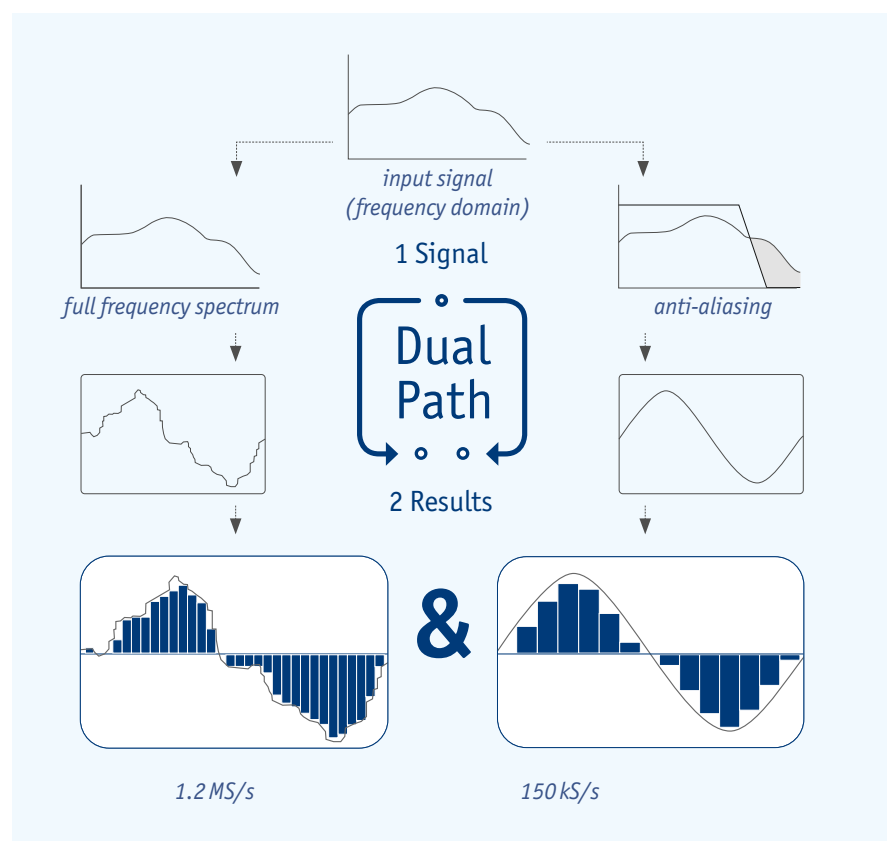 input signal
(frequency domain)
1 Signal
full frequency spectrum
anti-aliasing
Dual
Path
2 Results
&
1.2 MS/s
150 kS/s